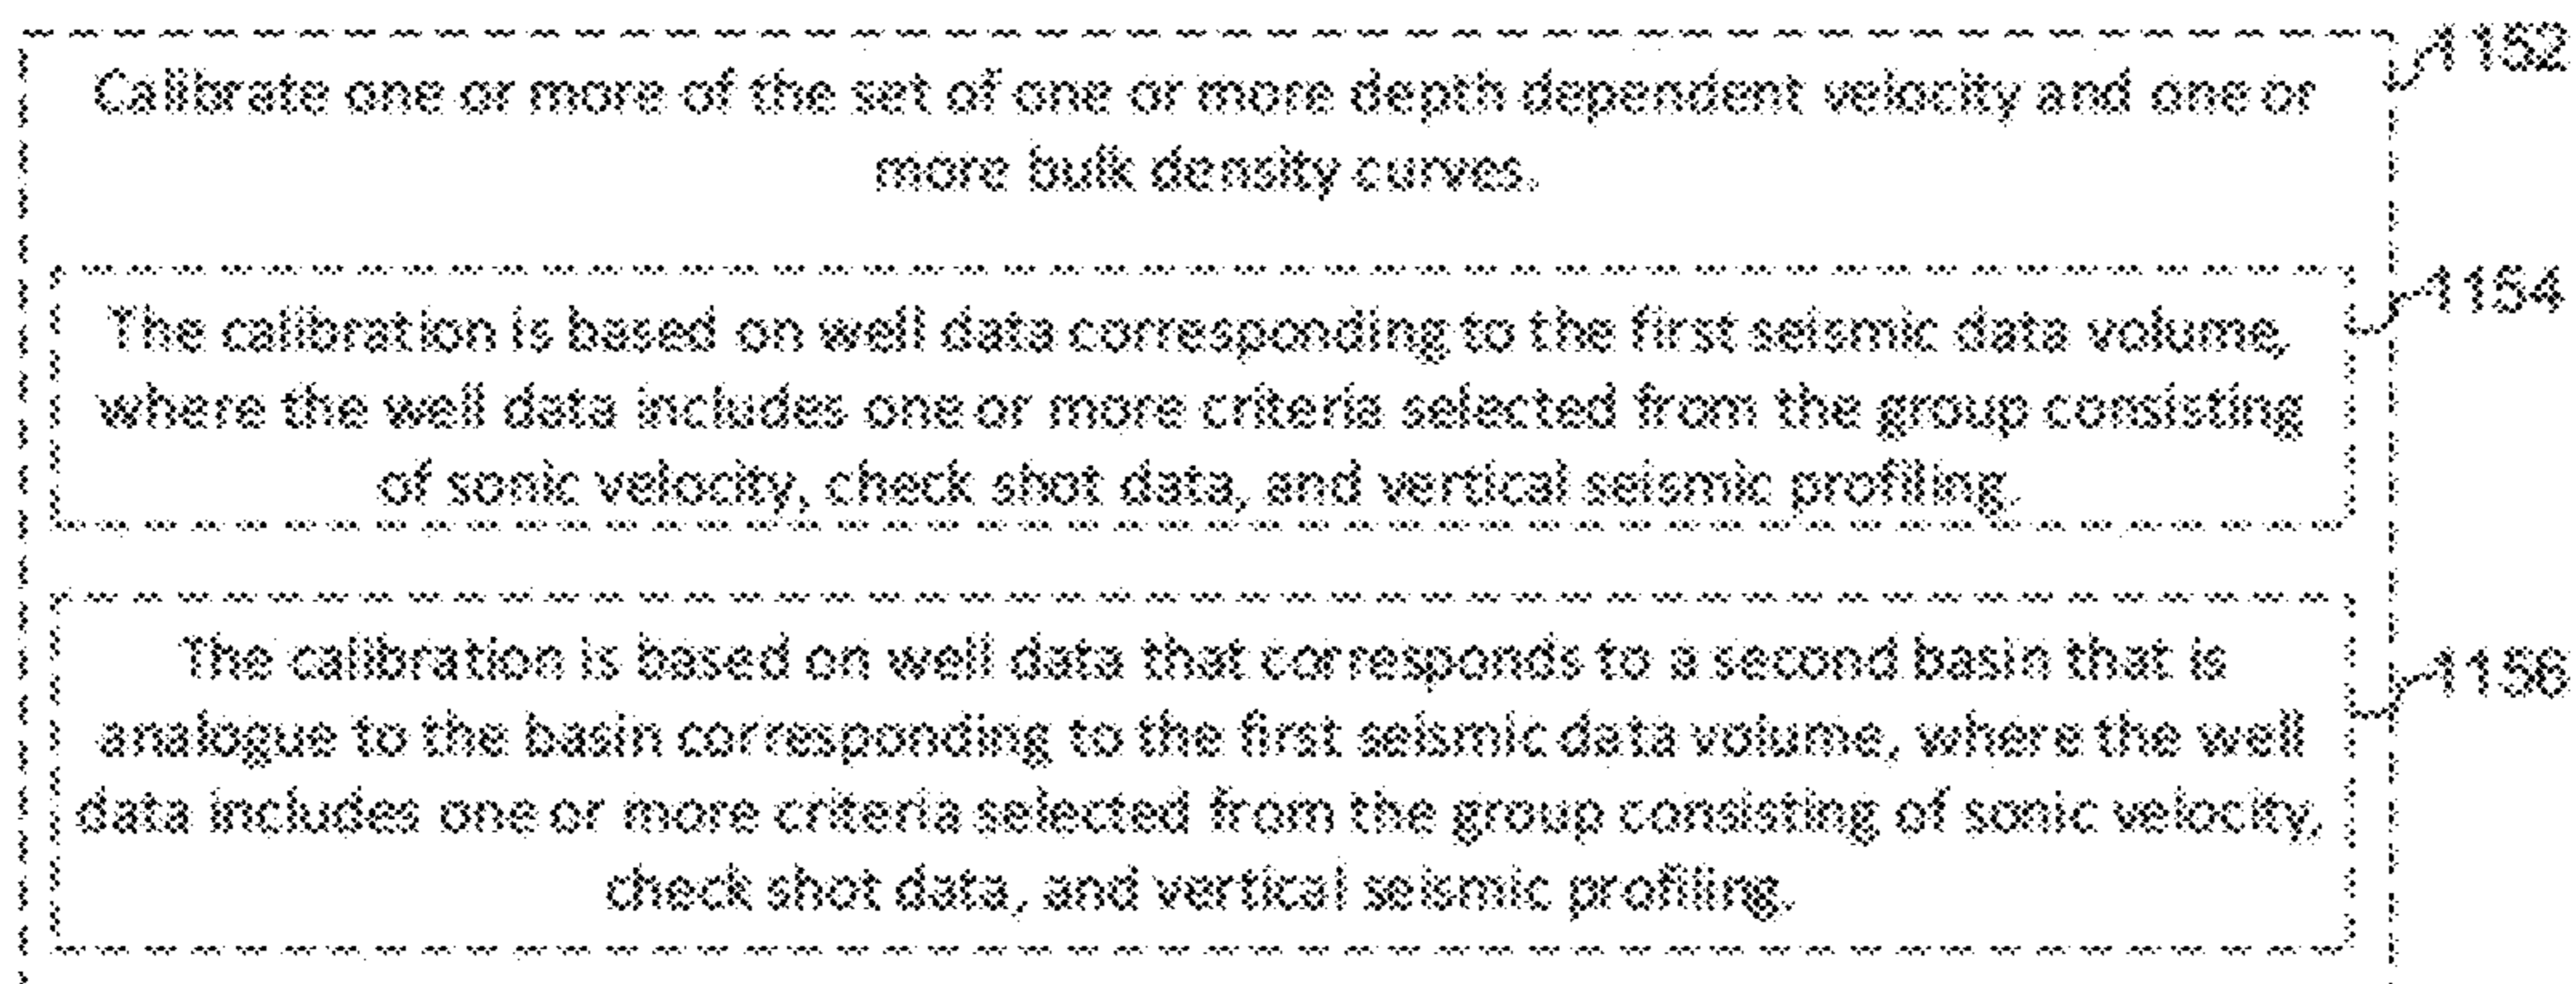 1152
Calibrate one or more of the set of one or more depth dependent velocity and one or
more bulk density curves.
1154
The calibration is based on well data corresponding to the first seismic data volume,
where the well data includes one or more criteria selected from the group consisting
of sonic velocity, check shot data, and vertical seismic profiling.
1156
The calibration is based on well data that corresponds to a second basin that is
analogue to the basin corresponding to the first seismic data volume, where the well
data includes one or more criteria selected from the group consisting of sonic velocity,
check shot data, and vertical seismic profiling.